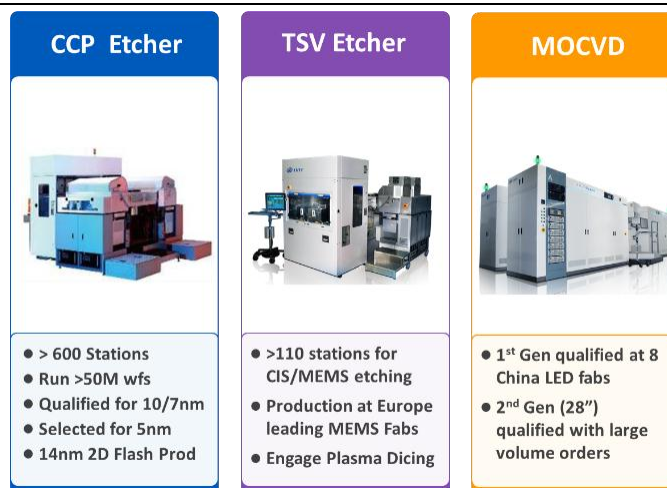 CCP Etcher
> 600 Stations
Run >50M wfs
Qualified for 10/7nm
Selected for 5nm
14nm 2D Flash Prod
TSV Etcher
>110 stations for
CIS/MEMS etching
Production at Europe
leading MEMS Fabs
Engage Plasma Dicing
MOCVD
1st Gen qualified at 8
China LED fabs
2nd Gen (28”)
qualified with large
volume orders